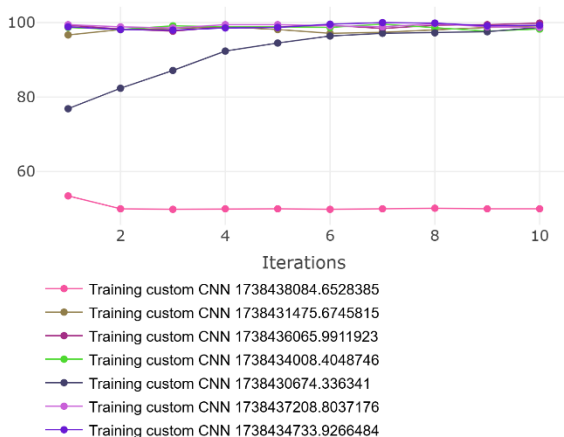 100
80
60
2 4 6 8 10
Iterations
Training custom CNN 1738438084.6528385
Training custom CNN 1738431475.6745815
Training custom CNN 1738436065.9911923
Training custom CNN 1738434008.4048746
Training custom CNN 1738430674.336341
Training custom CNN 1738437208.8037176
Training custom CNN 1738434733.9266484